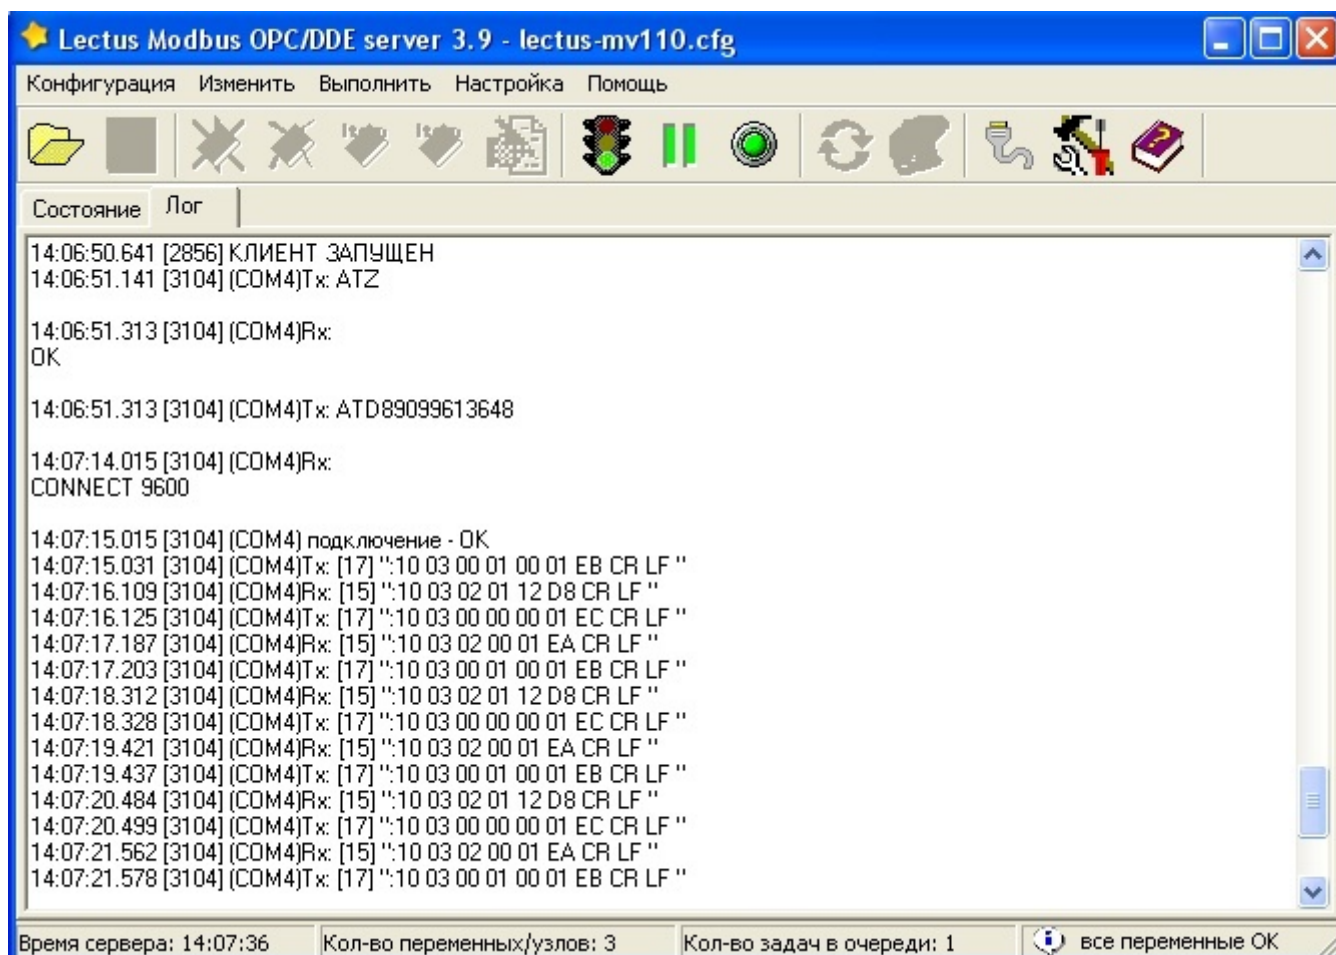 Lectus Modbus OPC/DDE server 3.9 - lectus-mv110.cfg
Конфигурация Изменить Выполнить Настройка Помощь
Состояние Лог
14:06:50.641 [2856] КЛИЕНТ ЗАПУЩЕН
14:06:51.141 [3104] (COM4)Tx: ATZ
14:06:51.313 [3104] (COM4)Rx:
OK
14:06:51.313 [3104] (COM4)Tx: ATD89099613648
14:07:14.015 [3104] (COM4)Rx:
CONNECT 9600
14:07:15.015 [3104] (COM4) подключение - OK
14:07:15.031 [3104] (COM4)Tx: [17] ":10 03 00 01 00 01 EB CR LF "
14:07:16.109 [3104] (COM4)Rx: [15] ":10 03 02 01 12 D8 CR LF "
14:07:16.125 [3104] (COM4)Tx: [17] ":10 03 00 00 00 01 EC CR LF "
14:07:17.187 [3104] (COM4)Rx: [15] ":10 03 02 00 01 EA CR LF "
14:07:17.203 [3104] (COM4)Tx: [17] ":10 03 00 01 00 01 EB CR LF "
14:07:18.312 [3104] (COM4)Rx: [15] ":10 03 02 01 12 D8 CR LF "
14:07:18.328 [3104] (COM4)Tx: [17] ":10 03 00 00 00 01 EC CR LF "
14:07:19.421 [3104] (COM4)Rx: [15] ":10 03 02 00 01 EA CR LF "
14:07:19.437 [3104] (COM4)Tx: [17] ":10 03 00 01 00 01 EB CR LF "
14:07:20.484 [3104] (COM4)Rx: [15] ":10 03 02 01 12 D8 CR LF "
14:07:20.499 [3104] (COM4)Tx: [17] ":10 03 00 00 00 01 EC CR LF "
14:07:21.562 [3104] (COM4)Rx: [15] ":10 03 02 00 01 EA CR LF "
14:07:21.578 [3104] (COM4)Tx: [17] ":10 03 00 01 00 01 EB CR LF "
Время сервера: 14:07:36 Кол-во переменных/узлов: 3 Кол-во задач в очереди: 1 все переменные OK